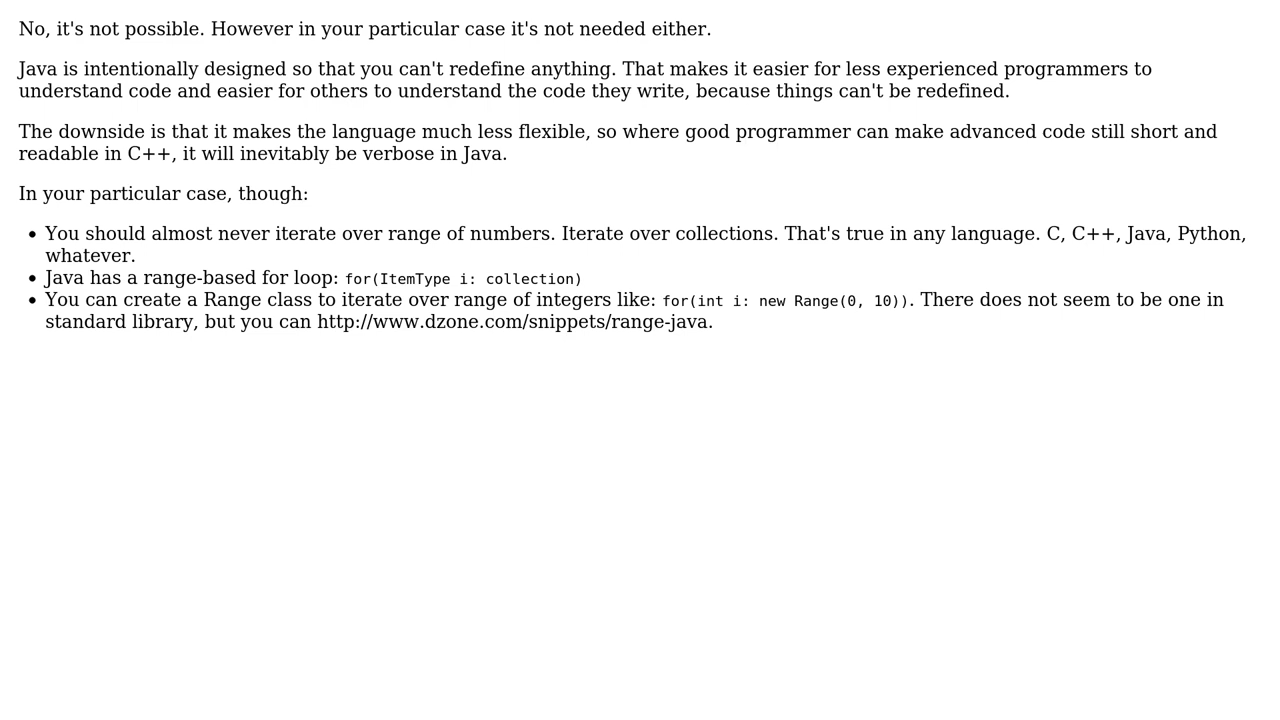 No, it's not possible. However in your particular case it's not needed either.
Java is intentionally designed so that you can't redefine anything. That makes it easier for less experienced programmers to
understand code and easier for others to understand the code they write, because things can't be redefined.
The downside is that it makes the language much less flexible, so where good programmer can make advanced code still short and
readable in C++, it will inevitably be verbose in Java.
In your particular case, though:
• You should almost never iterate over range of numbers. Iterate over collections. That's true in any language. C, C++, Java, Python,
whatever.
• Java has a range-based for loop: for(ItemType i: collection)
• You can create a Range class to iterate over range of integers like: for(int i: new Range(0, 10)). There does not seem to be one in
standard library, but you can http://www.dzone.com/snippets/range-java.